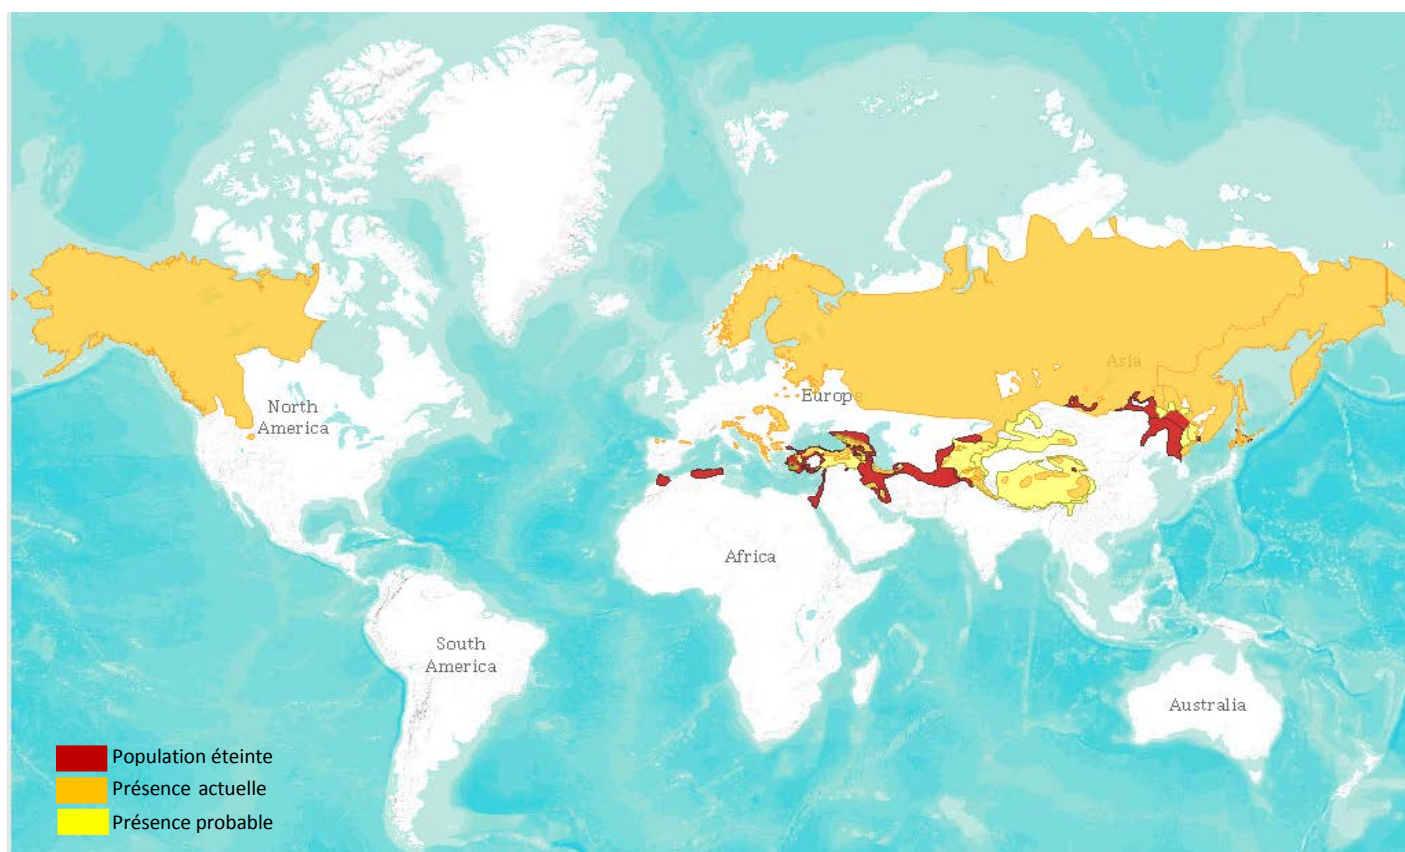 Asia
Europe
North
America
Africa
South
America
Australia
Population éteinte
Présence actuelle
Présence probable